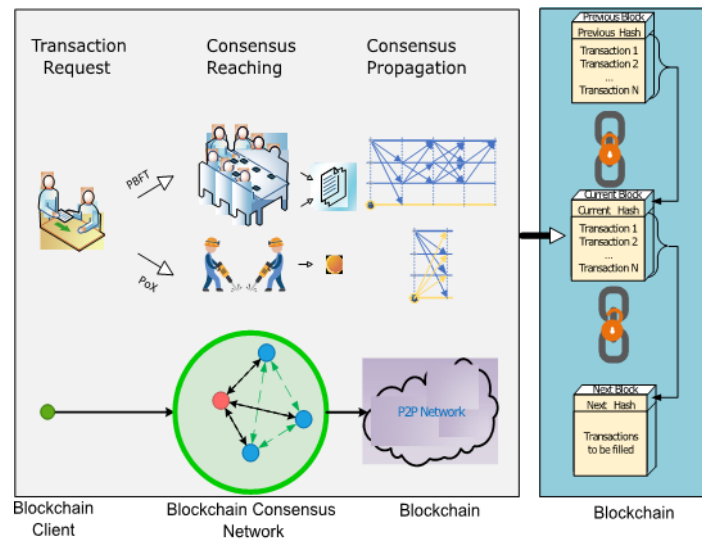 Transaction
Request
Consensus
Reaching
Consensus
Propagation
PBFT
PoX
P2P Network
Blockchain
Client
Blockchain Consensus
Network
Blockchain
Previous Block
Previous Hash
Transaction 1
Transaction 2
...
Transaction N
Current Block
Current Hash
Transaction 1
Transaction 2
...
Transaction N
Next Block
Next Hash
Transactions
to be filled
Blockchain